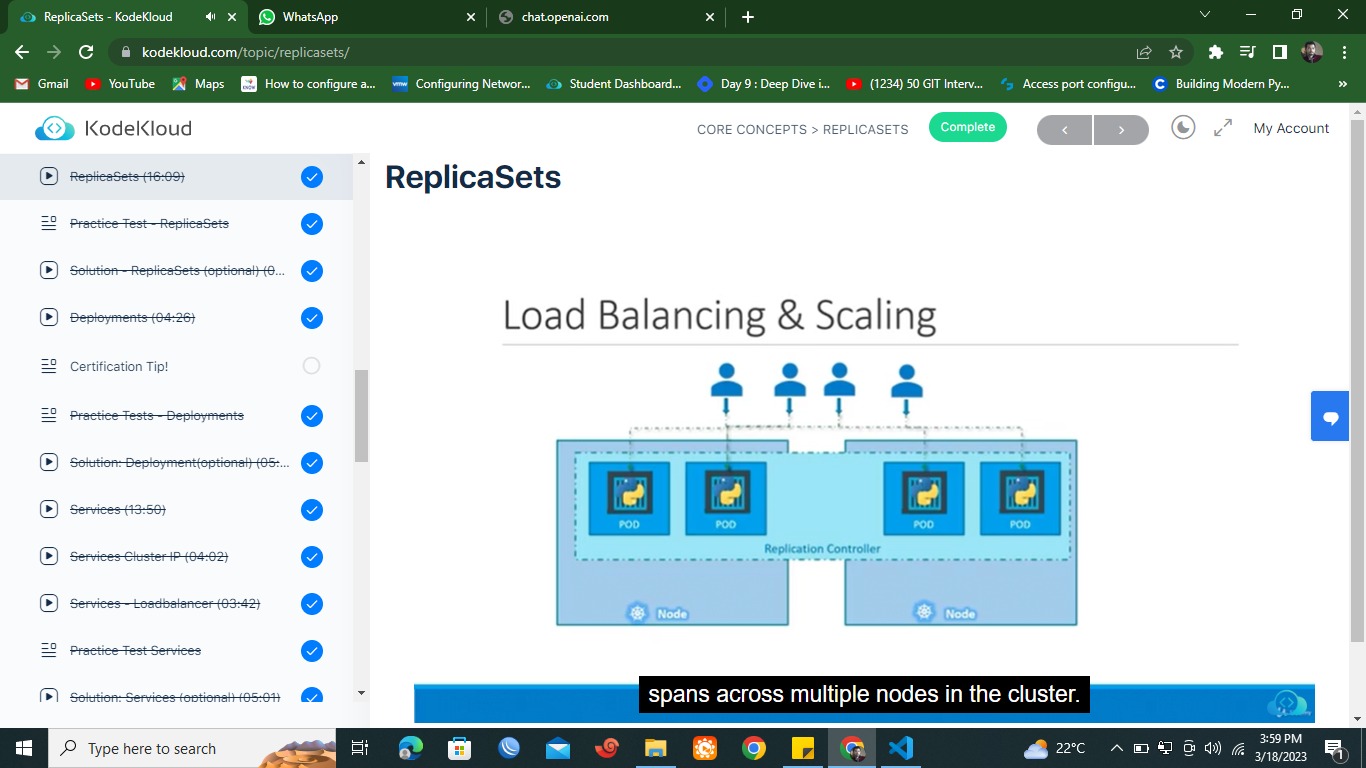 ReplicaSets - KodeKloud
WhatsApp
chat.openai.com
kodekloud.com/topic/replicasets/
Gmail
YouTube
Maps
How to configure a...
Configuring Networ...
Student Dashboard...
Day 9 : Deep Dive i...
(1234) 50 GIT Interv...
Access port configu...
Building Modern Py...
»
KodeKloud
CORE CONCEPTS > REPLICASETS
Complete
My Account
ReplicaSets (16:09)
Practice Test - ReplicaSets
Solution - ReplicaSets (optional) (0...
Deployments (04:26)
Certification Tip!
Practice Tests - Deployments
Solution: Deployment(optional) (05:...
Services (13:50)
Services Cluster IP (04:02)
Services - Loadbalancer (03:42)
Practice Test Services
Solution: Services (optional) (05:01)
ReplicaSets
Load Balancing & Scaling
POD
POD
POD
POD
Replication Controller
Node
Node
spans across multiple nodes in the cluster.
Type here to search
22°C
3:59 PM
3/18/2023
1